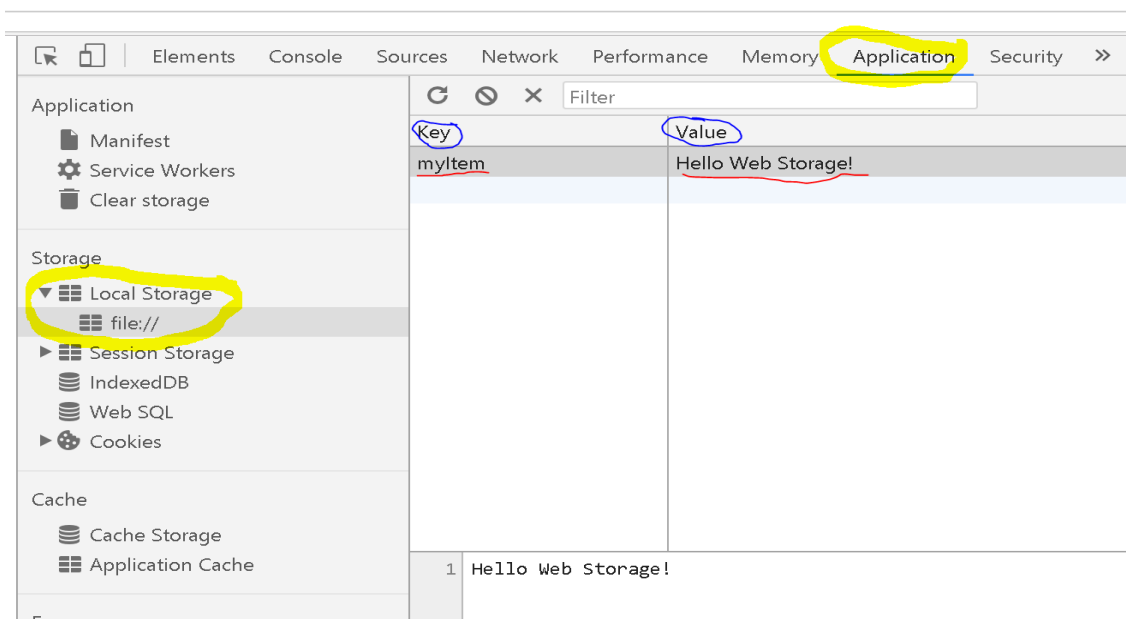 Elements Console Sources Network Performance Memory Application Security »
Application
Manifest
Service Workers
Clear storage
Storage
Local Storage
file://
Session Storage
IndexedDB
Web SQL
Cookies
Cache
Cache Storage
Application Cache
Filter
Key Value
myItem Hello Web Storage!
1 Hello Web Storage!